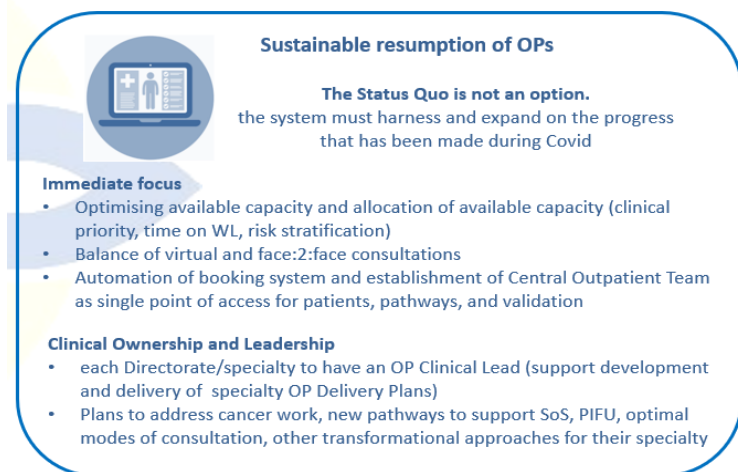 Sustainable resumption of OPs
The Status Quo is not an option.
the system must harness and expand on the progress
that has been made during Covid
Immediate focus
• Optimising available capacity and allocation of available capacity (clinical
priority, time on WL, risk stratification)
• Balance of virtual and face:2:face consultations
• Automation of booking system and establishment of Central Outpatient Team
as single point of access for patients, pathways, and validation
Clinical Ownership and Leadership
• each Directorate/specialty to have an OP Clinical Lead (support development
and delivery of specialty OP Delivery Plans)
• Plans to address cancer work, new pathways to support SoS, PIFU, optimal
modes of consultation, other transformational approaches for their specialty